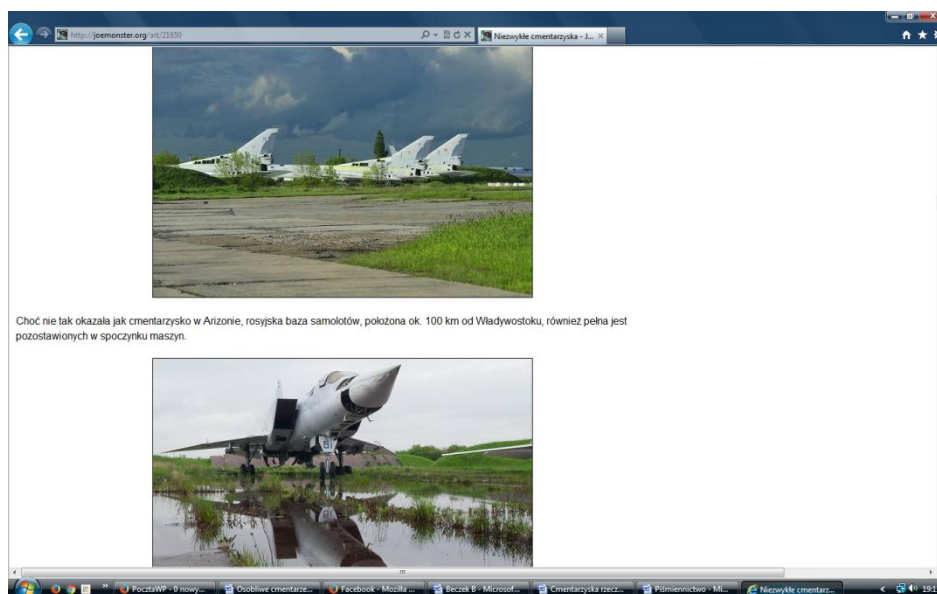 http://joemonster.org/art/21650
Niezwykłe cmentarzyska - J...
Choć nie tak okazała jak cmentarzysko w Arizonie, rosyjska baza samolotów, położona ok. 100 km od Władywostoku, również pełna jest
pozostawionych w spoczynku maszyn.
PocztaWP - 0 nowy...
Osobliwe cmentarze...
Facebook - Mozilla ...
Beczek B - Microsof...
Cmentarzyska rzecz...
Piśmiennictwo - Mi...
Niezwykłe cmentarz...